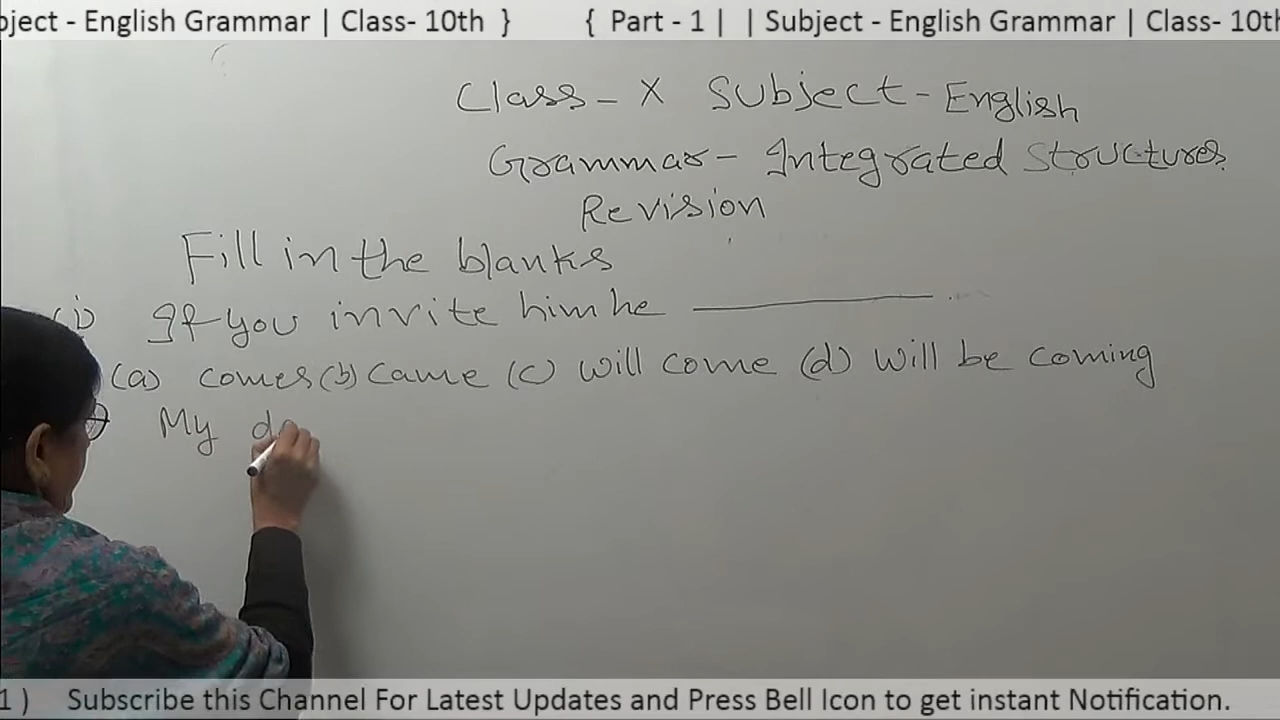 bject - English Grammar | Class- 10th } { Part - 1 | | Subject - English Grammar | Class- 10th
Class - X Subject - English
Grammar - Integrated Structures
Revision
Fill in the blanks
(i) If you invite him he ________ .
(a) comes (b) came (c) will come (d) will be coming
My
1 ) Subscribe this Channel For Latest Updates and Press Bell Icon to get instant Notification.